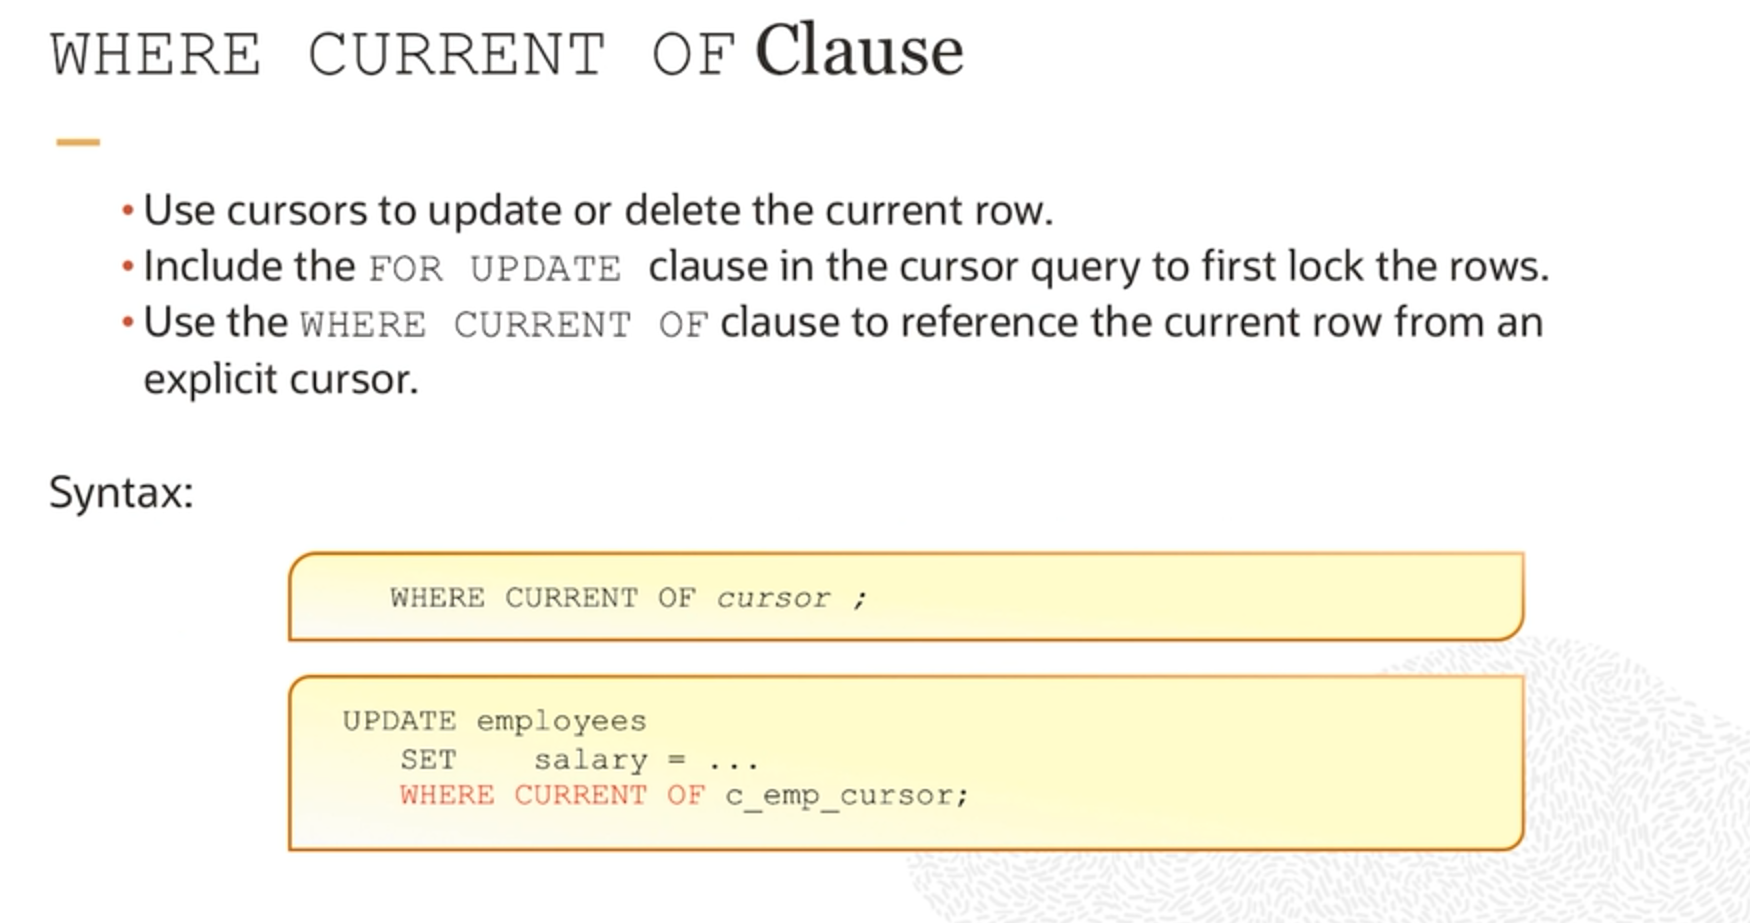 WHERE CURRENT OF Clause
• Use cursors to update or delete the current row.
• Include the FOR UPDATE clause in the cursor query to first lock the rows.
• Use the WHERE CURRENT OF clause to reference the current row from an
explicit cursor.
Syntax:
WHERE CURRENT OF cursor ;
UPDATE employees
SET salary = ...
WHERE CURRENT OF c_emp_cursor;